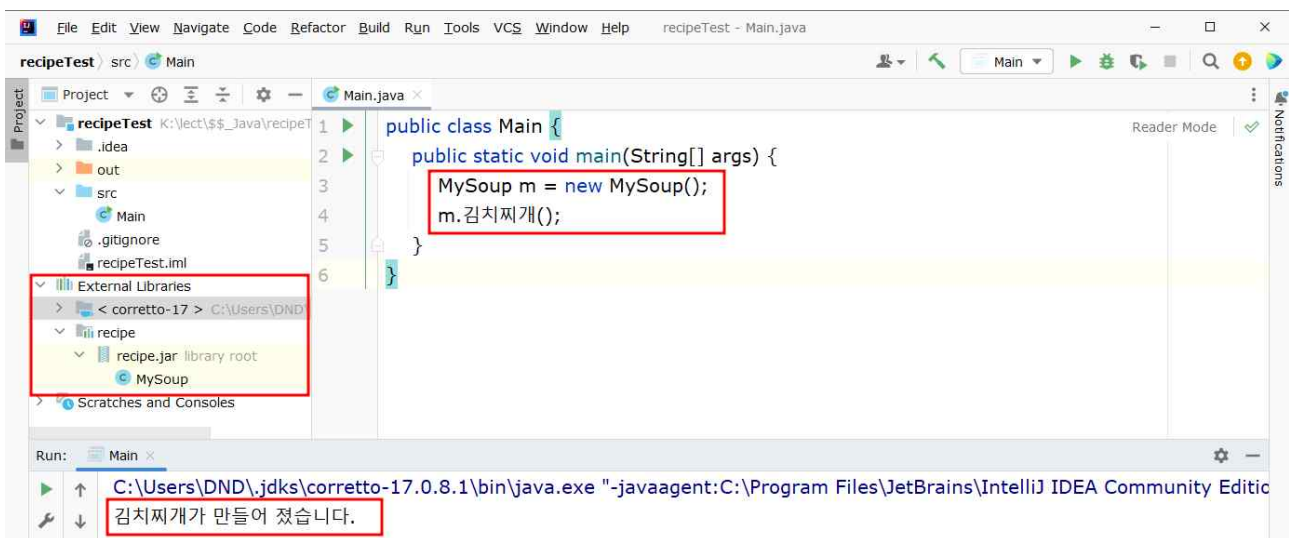 File Edit View Navigate Code Refactor Build Run Tools VCS Window Help recipeTest - Main.java
recipeTest 〉 src 〉 Main
Main
Project
Project
recipeTest K:\lect\$$_Java\recipeT
.idea
out
src
Main
.gitignore
recipeTest.iml
External Libraries
< corretto-17 > C:\Users\DND\
recipe
recipe.jar library root
MySoup
Scratches and Consoles
Main.java
Reader Mode
Notifications
1 public class Main {
2 public static void main(String[] args) {
3 MySoup m = new MySoup();
4 m.김치찌개();
5 }
6 }
Run: Main
C:\Users\DND\.jdks\corretto-17.0.8.1\bin\java.exe "-javaagent:C:\Program Files\JetBrains\IntelliJ IDEA Community Editio
김치찌개가 만들어 졌습니다.